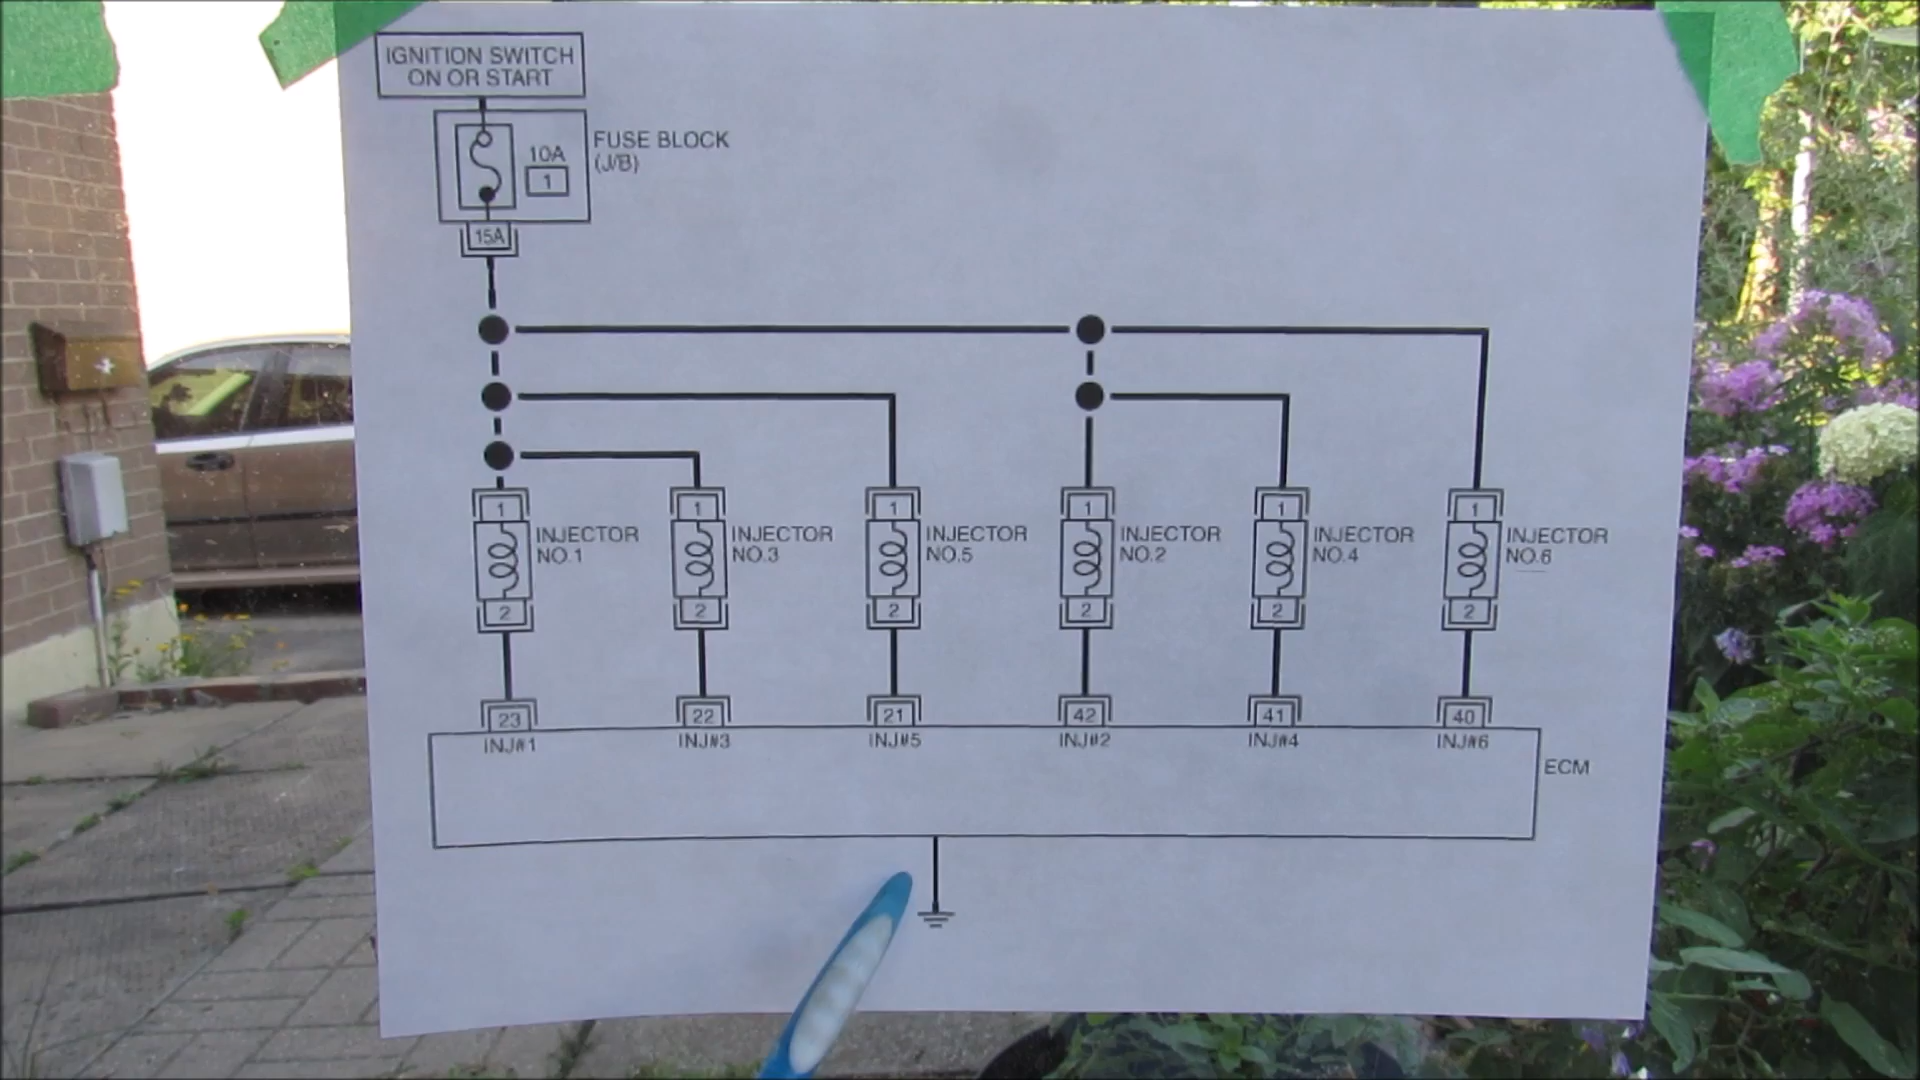 IGNITION SWITCH
ON OR START
FUSE BLOCK
(J/B)
10A
1
15A
1
INJECTOR
NO.1
2
1
INJECTOR
NO.3
2
1
INJECTOR
NO.5
2
1
INJECTOR
NO.2
2
1
INJECTOR
NO.4
2
1
INJECTOR
NO.6
2
23
22
21
42
41
40
INJ#1
INJ#3
INJ#5
INJ#2
INJ#4
INJ#6
ECM